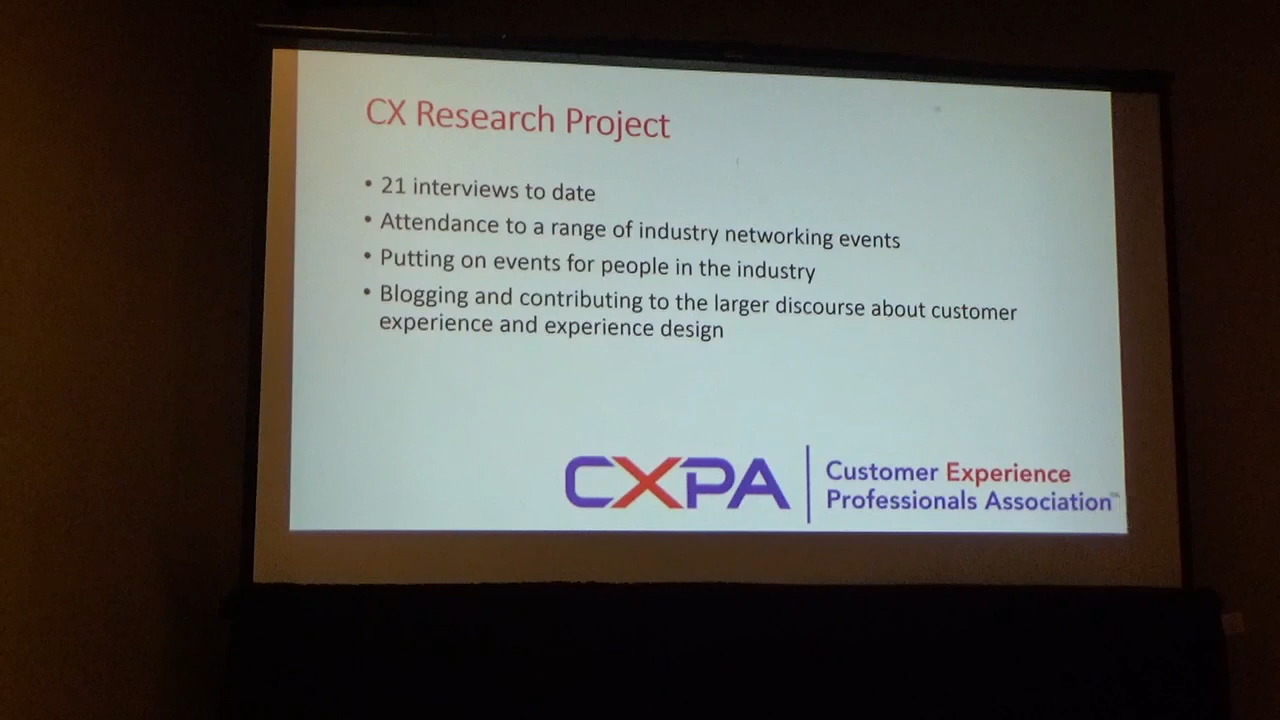 CX Research Project
• 21 interviews to date
• Attendance to a range of industry networking events
• Putting on events for people in the industry
• Blogging and contributing to the larger discourse about customer
experience and experience design
CXPA
Customer Experience
Professionals Association